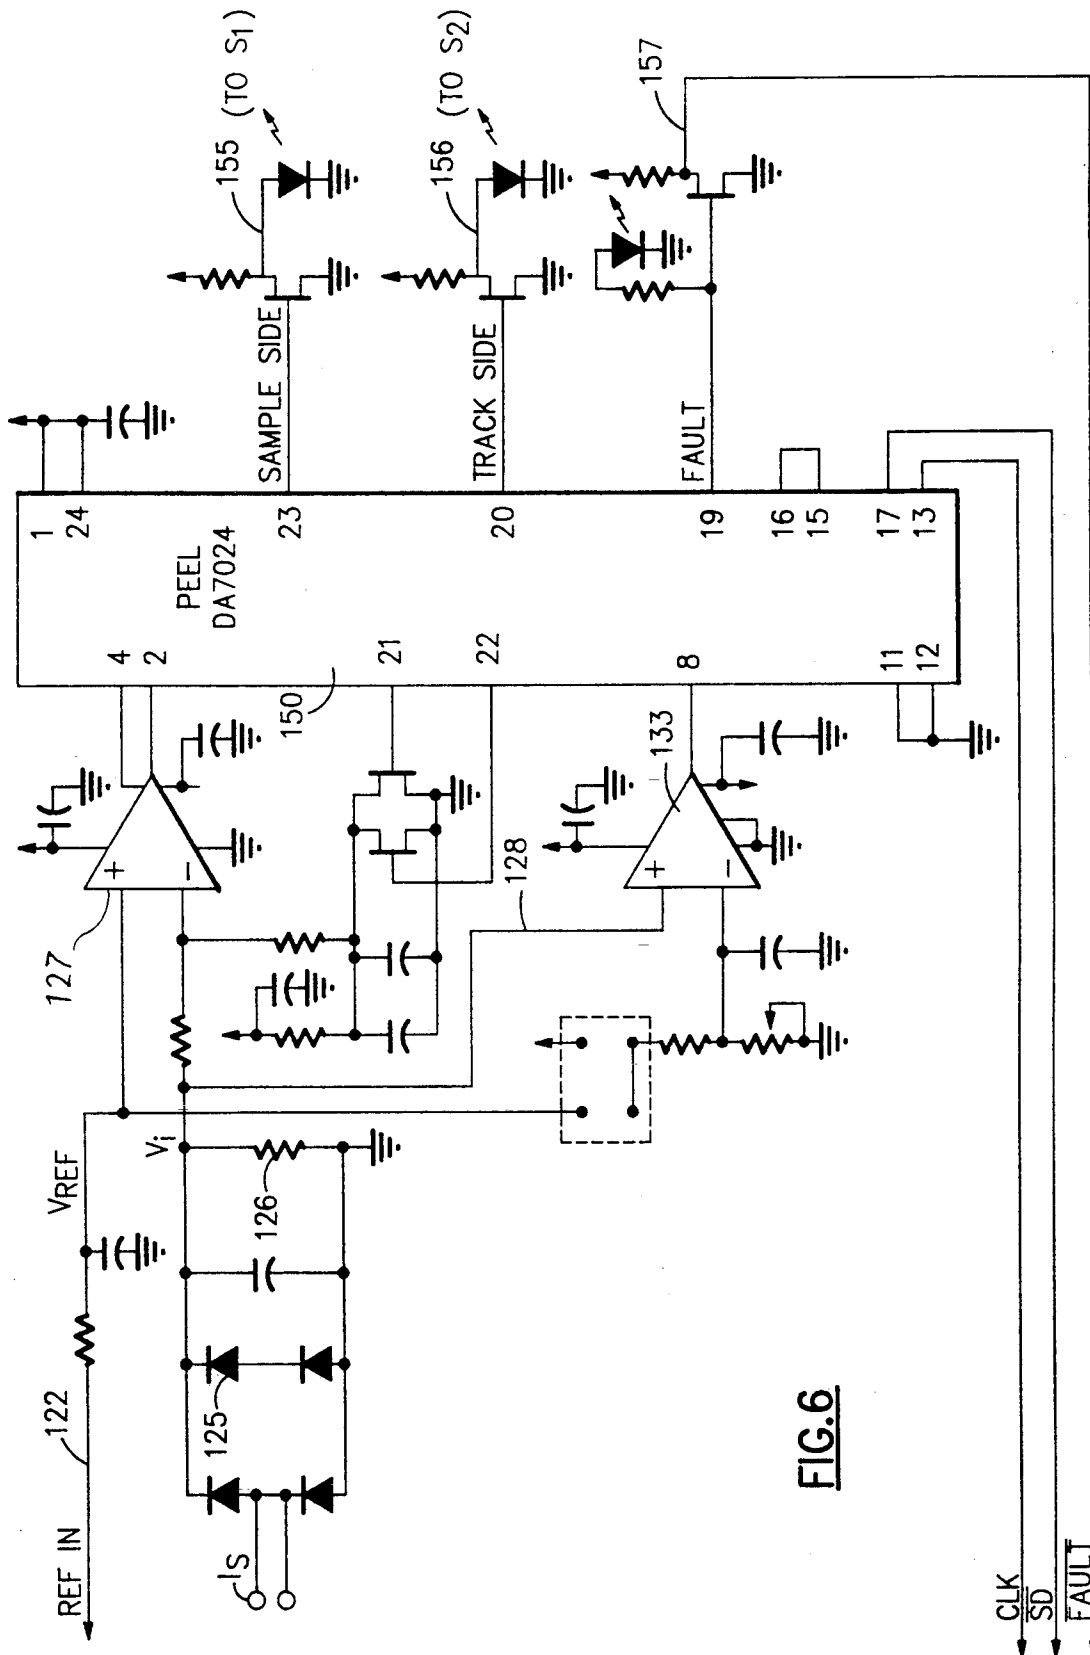 REF IN
122
VREF
Vi
IS
125
126
127
+
−
4
2
PEEL
DA7024
150
1
24
21
22
23
SAMPLE SIDE
155
(TO S1)
20
TRACK SIDE
156
(TO S2)
128
133
+
−
8
19
FAULT
157
16
15
11
12
17
13
CLK
SD
FAULT
FIG.6